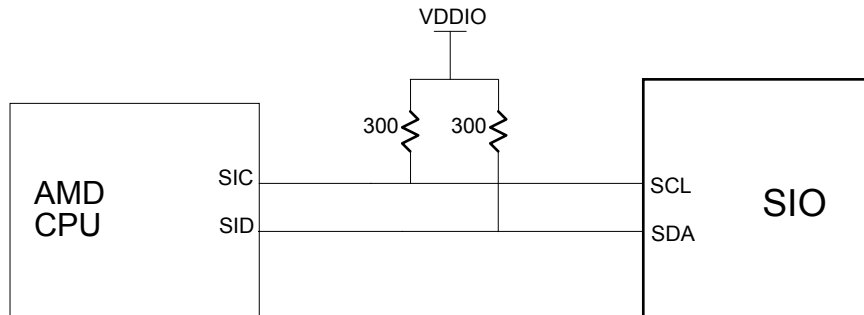 VDDIO
300 300
SIC
SCL
AMD
CPU
SIO
SID
SDA